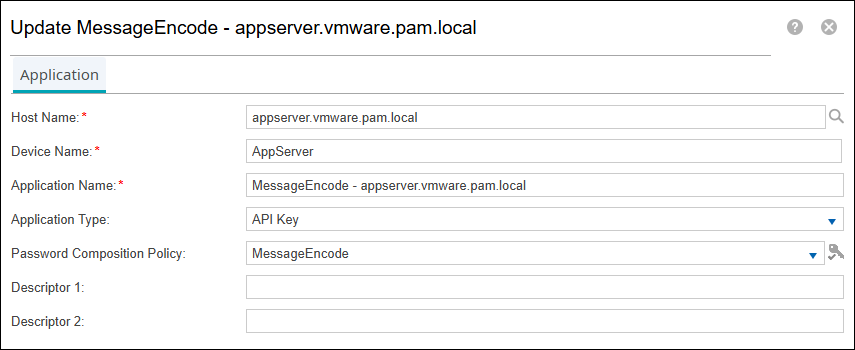 Update MessageEncode - appserver.vmware.pam.local
Application
Host Name:* appserver.vmware.pam.local
Device Name:* AppServer
Application Name:* MessageEncode - appserver.vmware.pam.local
Application Type: API Key
Password Composition Policy: MessageEncode
Descriptor 1:
Descriptor 2: